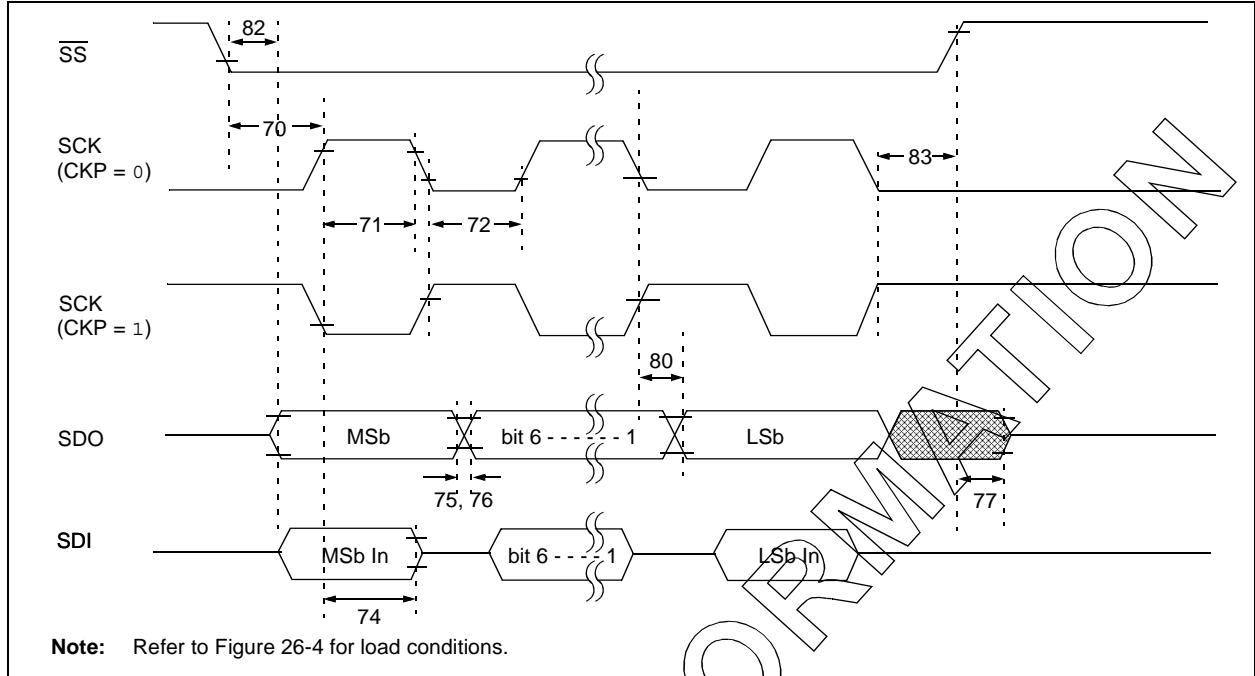 82
SS
70
SCK
(CKP = 0)
83
71
72
SCK
(CKP = 1)
80
SDO
MSb
bit 6 - - - - - - 1
LSb
75, 76
77
SDI
MSb In
bit 6 - - - - 1
LSb In
74
Note: Refer to Figure 26-4 for load conditions.
ORMATION